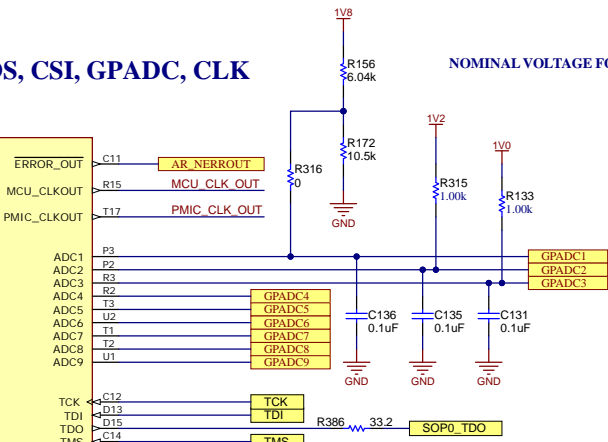 1V8
R156
6.04k
OS, CSI, GPADC, CLK
NOMINAL VOLTAGE FO
1V2
1V0
R172
10.5k
ERROR_OUT C11 AR_NERROUT
R316
0
R315
1.00k
MCU_CLKOUT R15 MCU_CLK_OUT
R133
1.00k
PMIC_CLKOUT T17 PMIC_CLK_OUT
GND
ADC1 P3 GPADC1
ADC2 P2 GPADC2
ADC3 R3 GPADC3
ADC4 R2 GPADC4
ADC5 T3 GPADC5
ADC6 U2 GPADC6
ADC7 T1 GPADC7
ADC8 T2 GPADC8
ADC9 U1 GPADC9
C136
0.1uF
C135
0.1uF
C131
0.1uF
GND GND GND
TCK C12 TCK
TDI D13 TDI
TDO D15 R386 33.2 SOP0_TDO
TMS C14 TMS